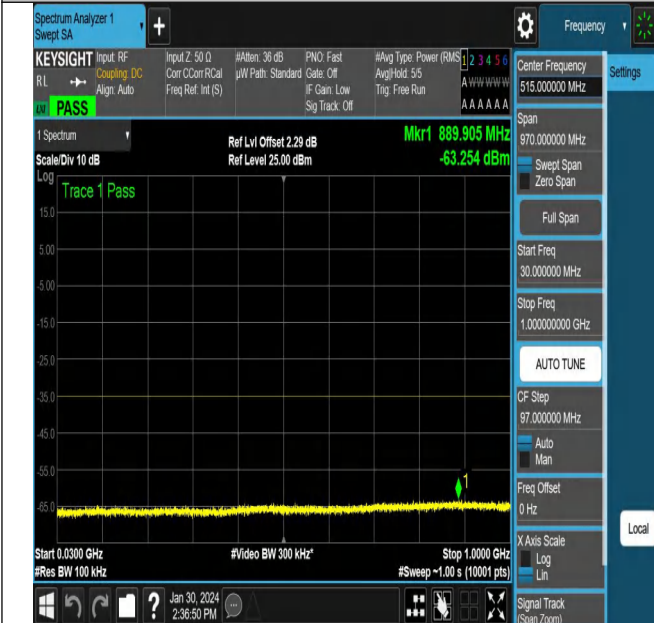 Spectrum Analyzer 1
Swept SA
+
Frequency
KEYSIGHT
RL
PASS
Input: RF
Coupling: DC
Align: Auto
Input Z: 50 Ω
Corr CCorr RCal
Freq Ref: Int (S)
#Atten: 36 dB
µW Path: Standard
PNO: Fast
Gate: Off
IF Gain: Low
Sig Track: Off
#Avg Type: Power (RMS)
Avg|Hold: 5/5
Trig: Free Run
1 2 3 4 5 6
A W W W W W
A A A A A A
1 Spectrum
Scale/Div 10 dB
Log
Ref Lvl Offset 2.29 dB
Ref Level 25.00 dBm
Mkr1 889.905 MHz
-63.254 dBm
Trace 1 Pass
15.0
5.00
-5.00
-15.0
-25.0
-35.0
-45.0
-55.0
-65.0
1
Start 0.0300 GHz
#Res BW 100 kHz
#Video BW 300 kHz*
Stop 1.0000 GHz
#Sweep ~1.00 s (10001 pts)
?
Jan 30, 2024
2:36:50 PM
Center Frequency
515.000000 MHz
Settings
Span
970.000000 MHz
Swept Span
Zero Span
Full Span
Start Freq
30.000000 MHz
Stop Freq
1.000000000 GHz
AUTO TUNE
CF Step
97.000000 MHz
Auto
Man
Freq Offset
0 Hz
Local
X Axis Scale
Log
Lin
Signal Track
(Span Zoom)